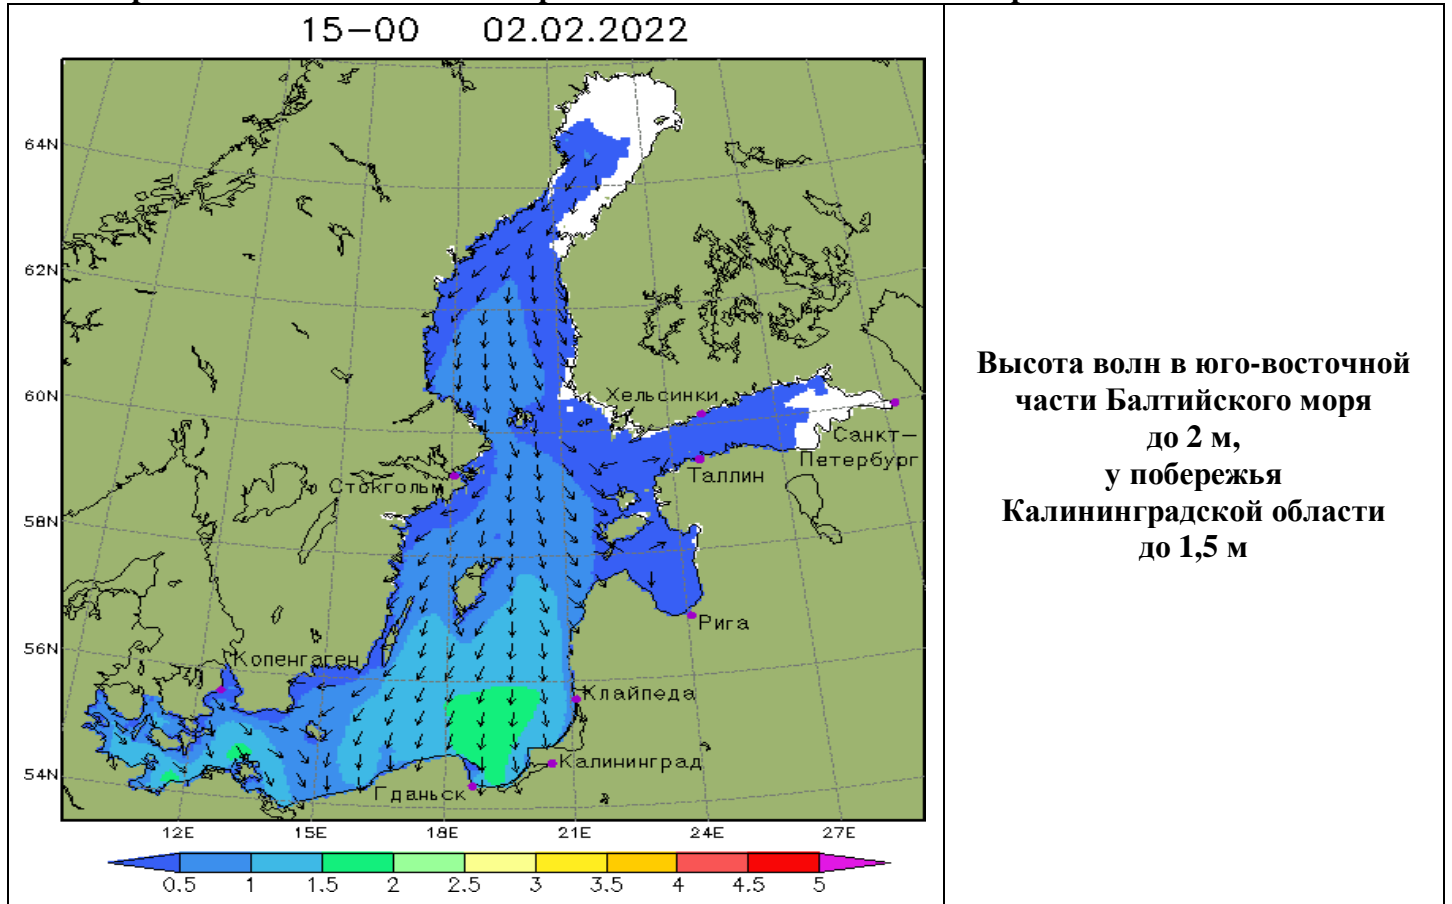 15-00 02.02.2022
64N
62N
60N
58N
56N
54N
Хельсинки
Санкт-
Петербург
Таллин
Стокгольм
Рига
Копенгаген
Клайпеда
Калининград
Гданьск
12E 15E 18E 21E 24E 27E
0.5 1 1.5 2 2.5 3 3.5 4 4.5 5
Высота волн в юго-восточной
части Балтийского моря
до 2 м,
у побережья
Калининградской области
до 1,5 м